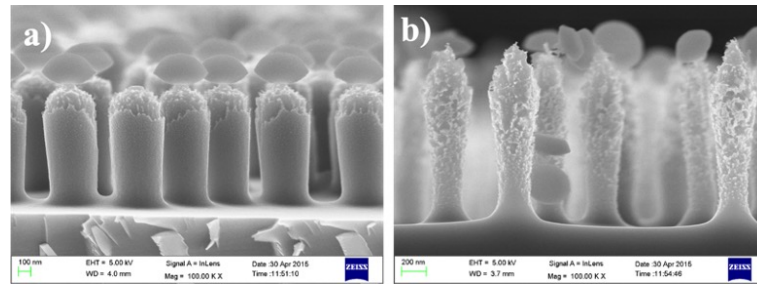 a)
100 nm
EHT = 5.00 kV
WD = 4.0 mm
Signal A = InLens
Mag = 100.00 K X
Date :30 Apr 2015
Time :11:51:10
ZEISS
b)
200 nm
EHT = 5.00 kV
WD = 3.7 mm
Signal A = InLens
Mag = 100.00 K X
Date :30 Apr 2015
Time :11:54:46
ZEISS